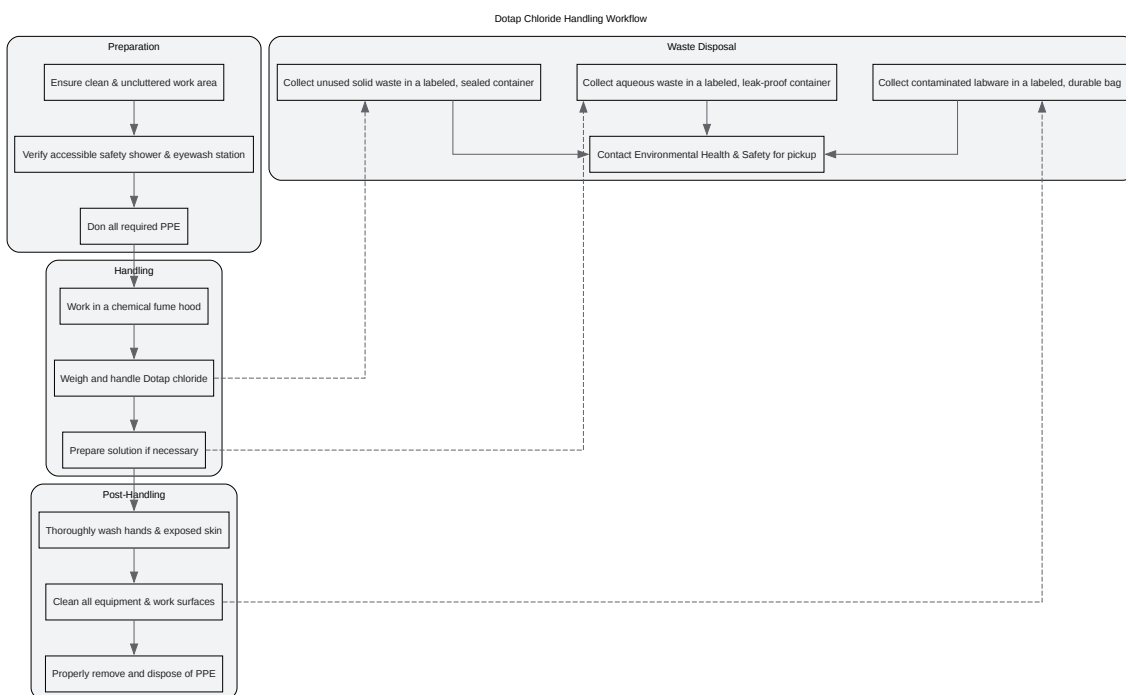 Dotap Chloride Handling Workflow
Preparation
Ensure clean & uncluttered work area
Verify accessible safety shower & eyewash station
Don all required PPE
Handling
Work in a chemical fume hood
Weigh and handle Dotap chloride
Prepare solution if necessary
Post-Handling
Thoroughly wash hands & exposed skin
Clean all equipment & work surfaces
Properly remove and dispose of PPE
Waste Disposal
Collect unused solid waste in a labeled, sealed container
Collect aqueous waste in a labeled, leak-proof container
Collect contaminated labware in a labeled, durable bag
Contact Environmental Health & Safety for pickup